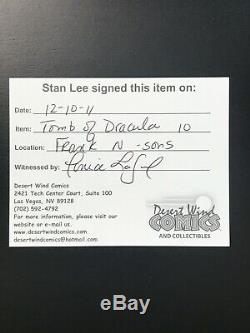 Stan Lee signed this item on:
Date: 12-10-11
Item: Tomb of Dracula 10
Location: Frank N -sons
Witnessed by:
Desert Wind Comics
2421 Tech Center Court, Suite 100
Las Vegas, NV 89128
(702) 592-4792
For more information please visit our
website or e-mail us.
www.desertwindcomics.com
desertwindcomics@hotmail.com
Desert Wind
COMICS
AND COLLECTIBLES